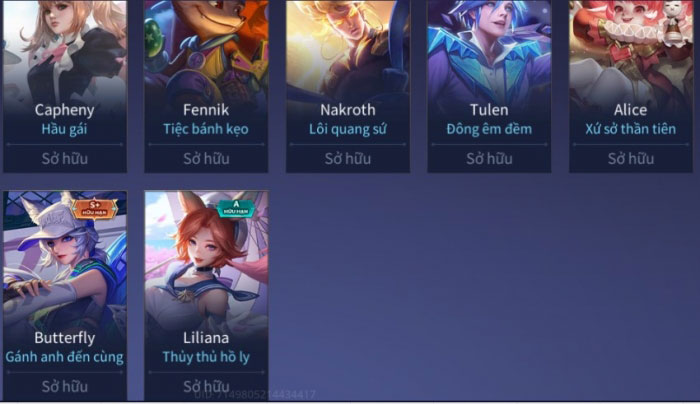 Capheny Fennik Nakroth Tulen Alice
Hầu gái Tiệc bánh kẹo Lôi quang sứ Đông êm đềm Xứ sở thần tiên
Sở hữu Sở hữu Sở hữu Sở hữu Sở hữu
S+ A
HỮU HẠN HỮU HẠN
Butterfly Liliana
Gánh anh đến cùng Thủy thủ hồ ly
Sở hữu Sở hữu
UID:7149805214434417